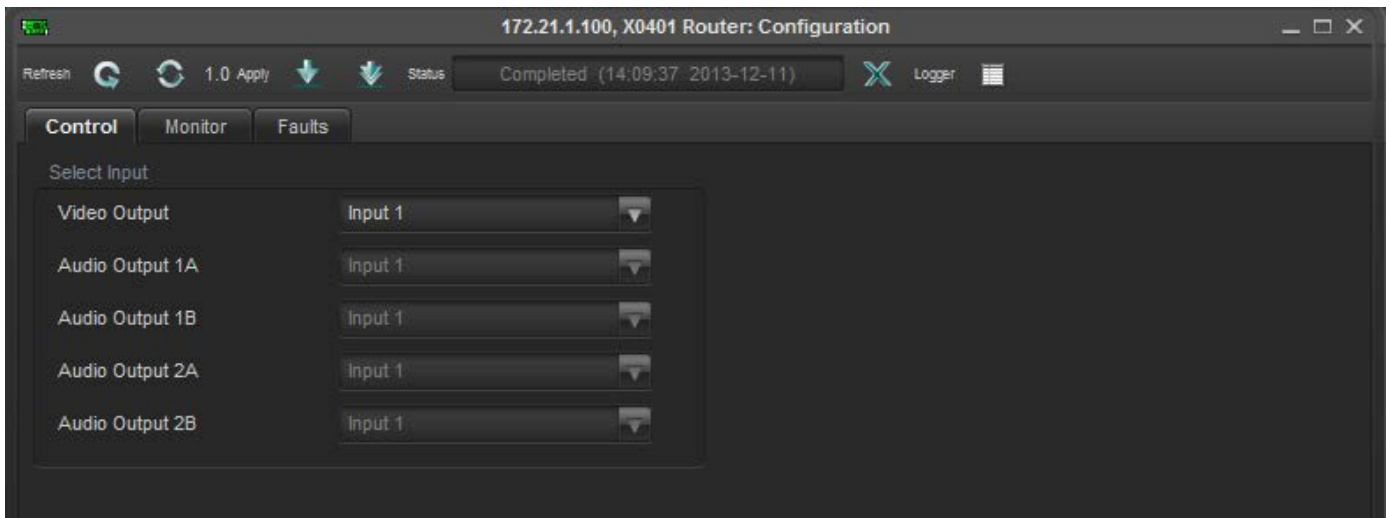 172.21.1.100, X0401 Router: Configuration
Refresh 1.0 Apply Status Completed (14:09:37 2013-12-11) Logger
Control Monitor Faults
Select Input
Video Output Input 1
Audio Output 1A Input 1
Audio Output 1B Input 1
Audio Output 2A Input 1
Audio Output 2B Input 1